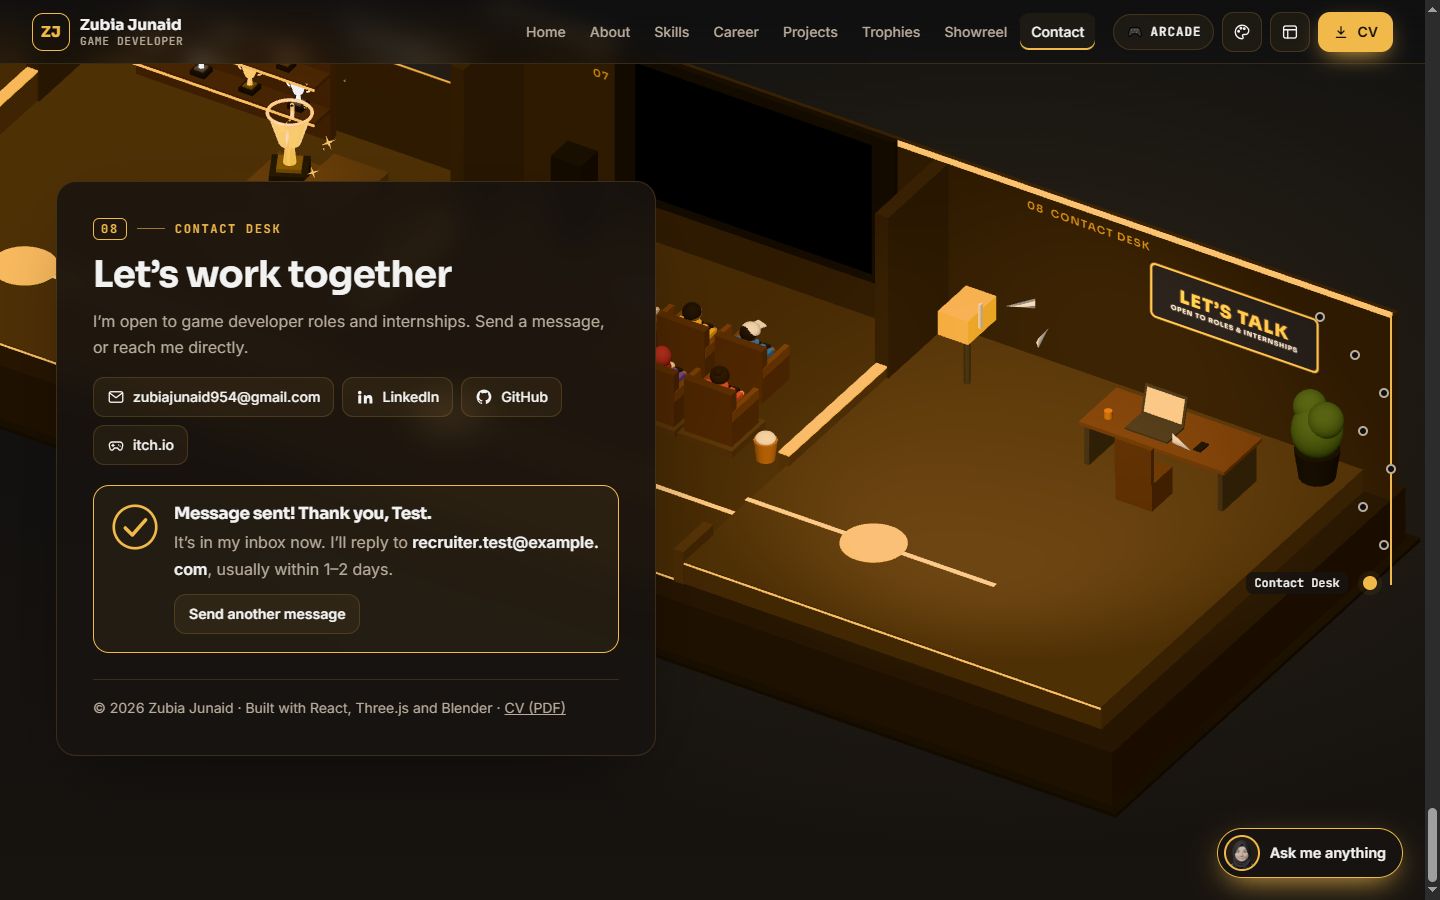 ZJ
Zubia Junaid
GAME DEVELOPER
Home
About
Skills
Career
Projects
Trophies
Showreel
Contact
ARCADE
CV
07
08 CONTACT DESK
LET'S TALK
OPEN TO ROLES & INTERNSHIPS
08
CONTACT DESK
Let’s work together
I’m open to game developer roles and internships. Send a message,
or reach me directly.
zubiajunaid954@gmail.com
LinkedIn
GitHub
itch.io
Message sent! Thank you, Test.
It’s in my inbox now. I’ll reply to recruiter.test@example.
com, usually within 1–2 days.
Send another message
© 2026 Zubia Junaid · Built with React, Three.js and Blender · CV (PDF)
Contact Desk
Ask me anything